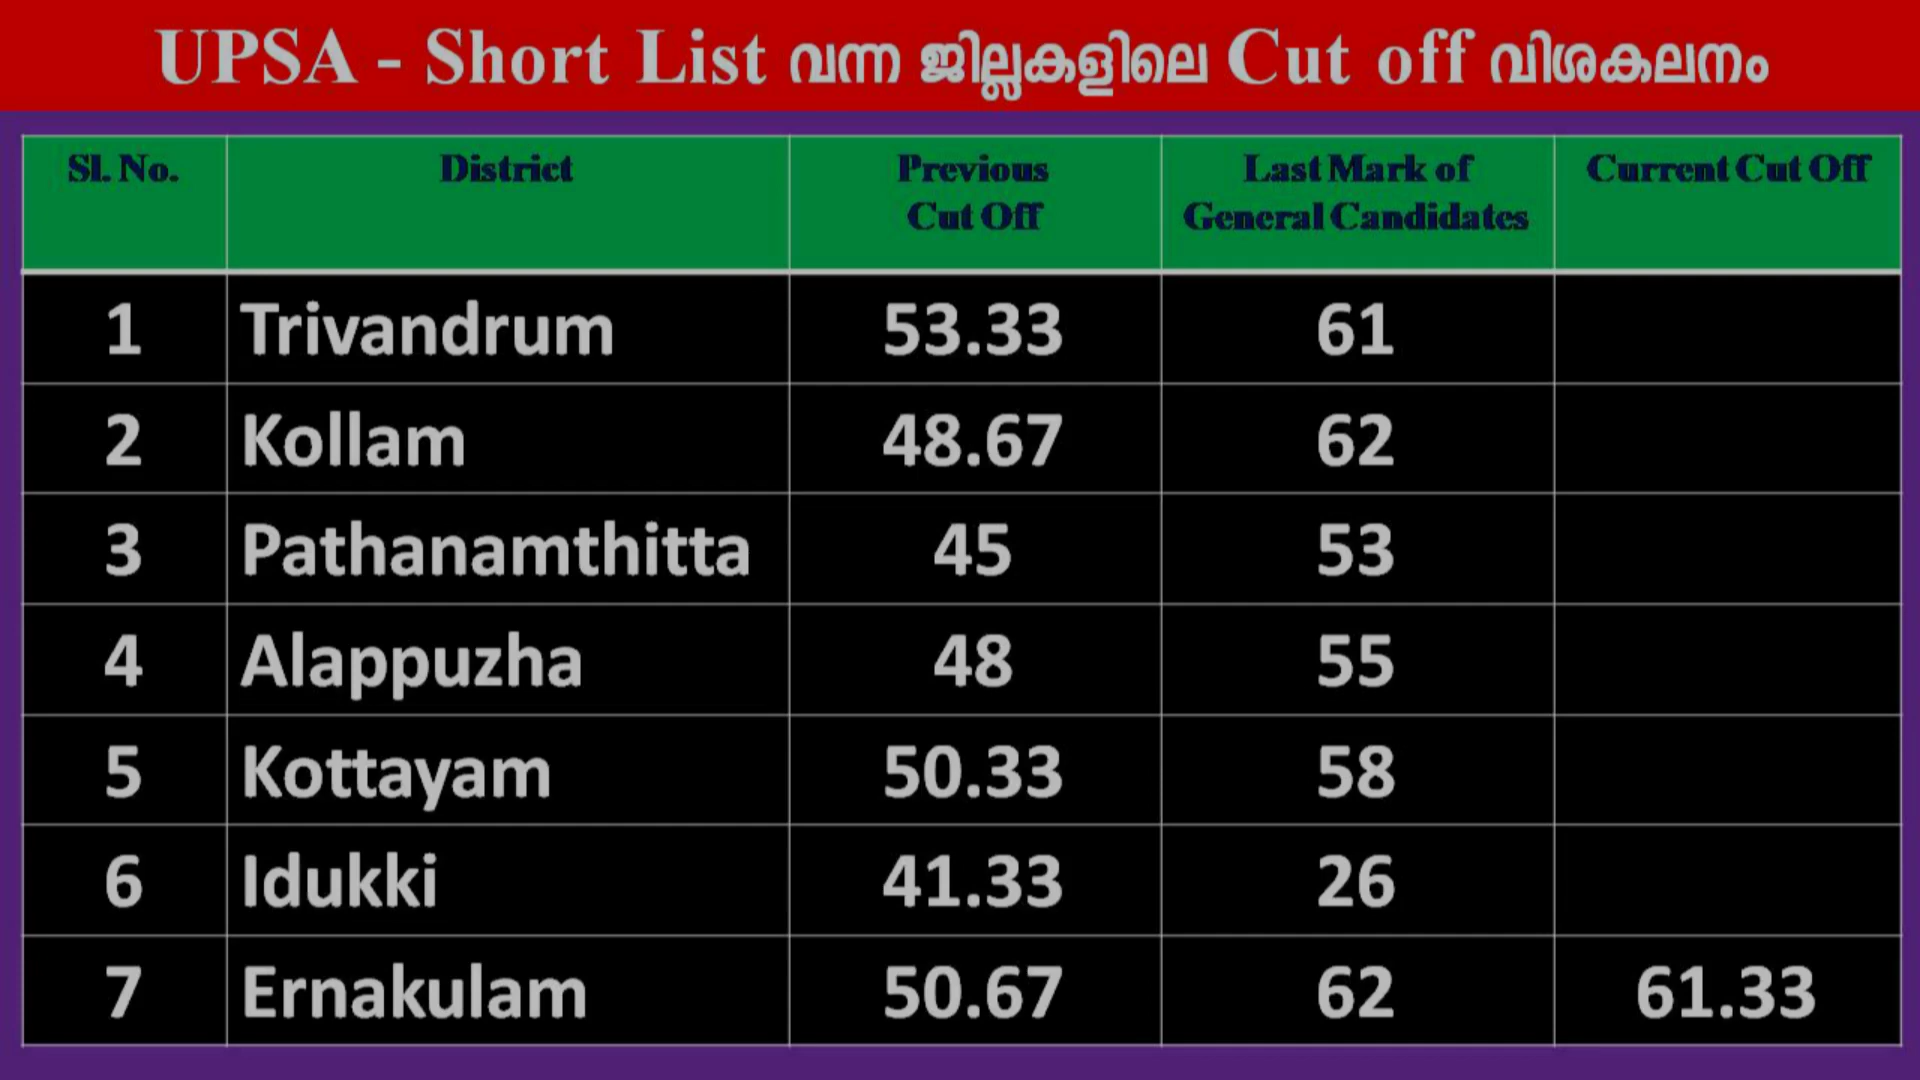 UPSA - Short List വന്ന ജില്ലകളിലെ Cut off വിശകലനം
Sl. No. District Previous Cut Off Last Mark of General Candidates Current Cut Off
1 Trivandrum 53.33 61
2 Kollam 48.67 62
3 Pathanamthitta 45 53
4 Alappuzha 48 55
5 Kottayam 50.33 58
6 Idukki 41.33 26
7 Ernakulam 50.67 62 61.33